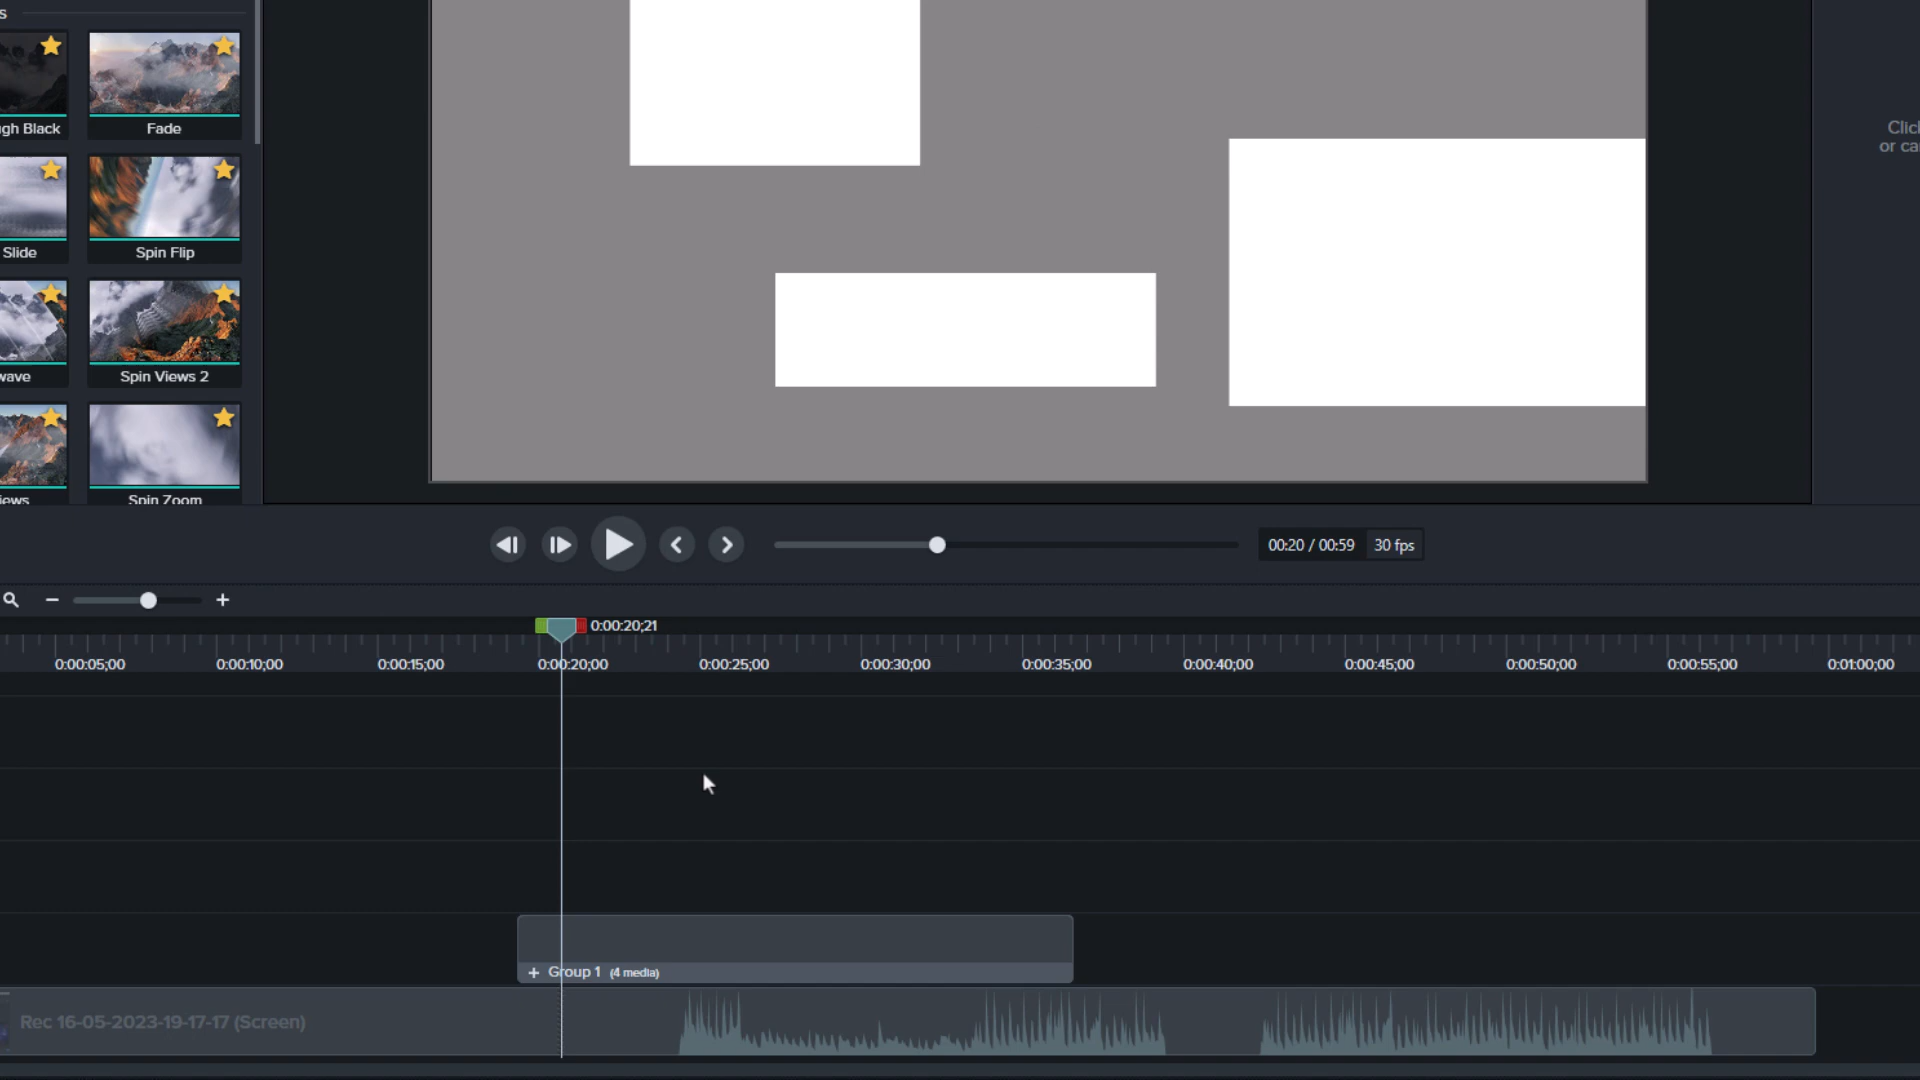 s
gh Black
Fade
Slide
Spin Flip
wave
Spin Views 2
iews
Spin Zoom
Clic
or ca
00:20 / 00:59
30 fps
0:00:20;21
0:00:05;00
0:00:10;00
0:00:15;00
0:00:20;00
0:00:25;00
0:00:30;00
0:00:35;00
0:00:40;00
0:00:45;00
0:00:50;00
0:00:55;00
0:01:00;00
+ Group 1 (4 media)
Rec 16-05-2023-19-17-17 (Screen)